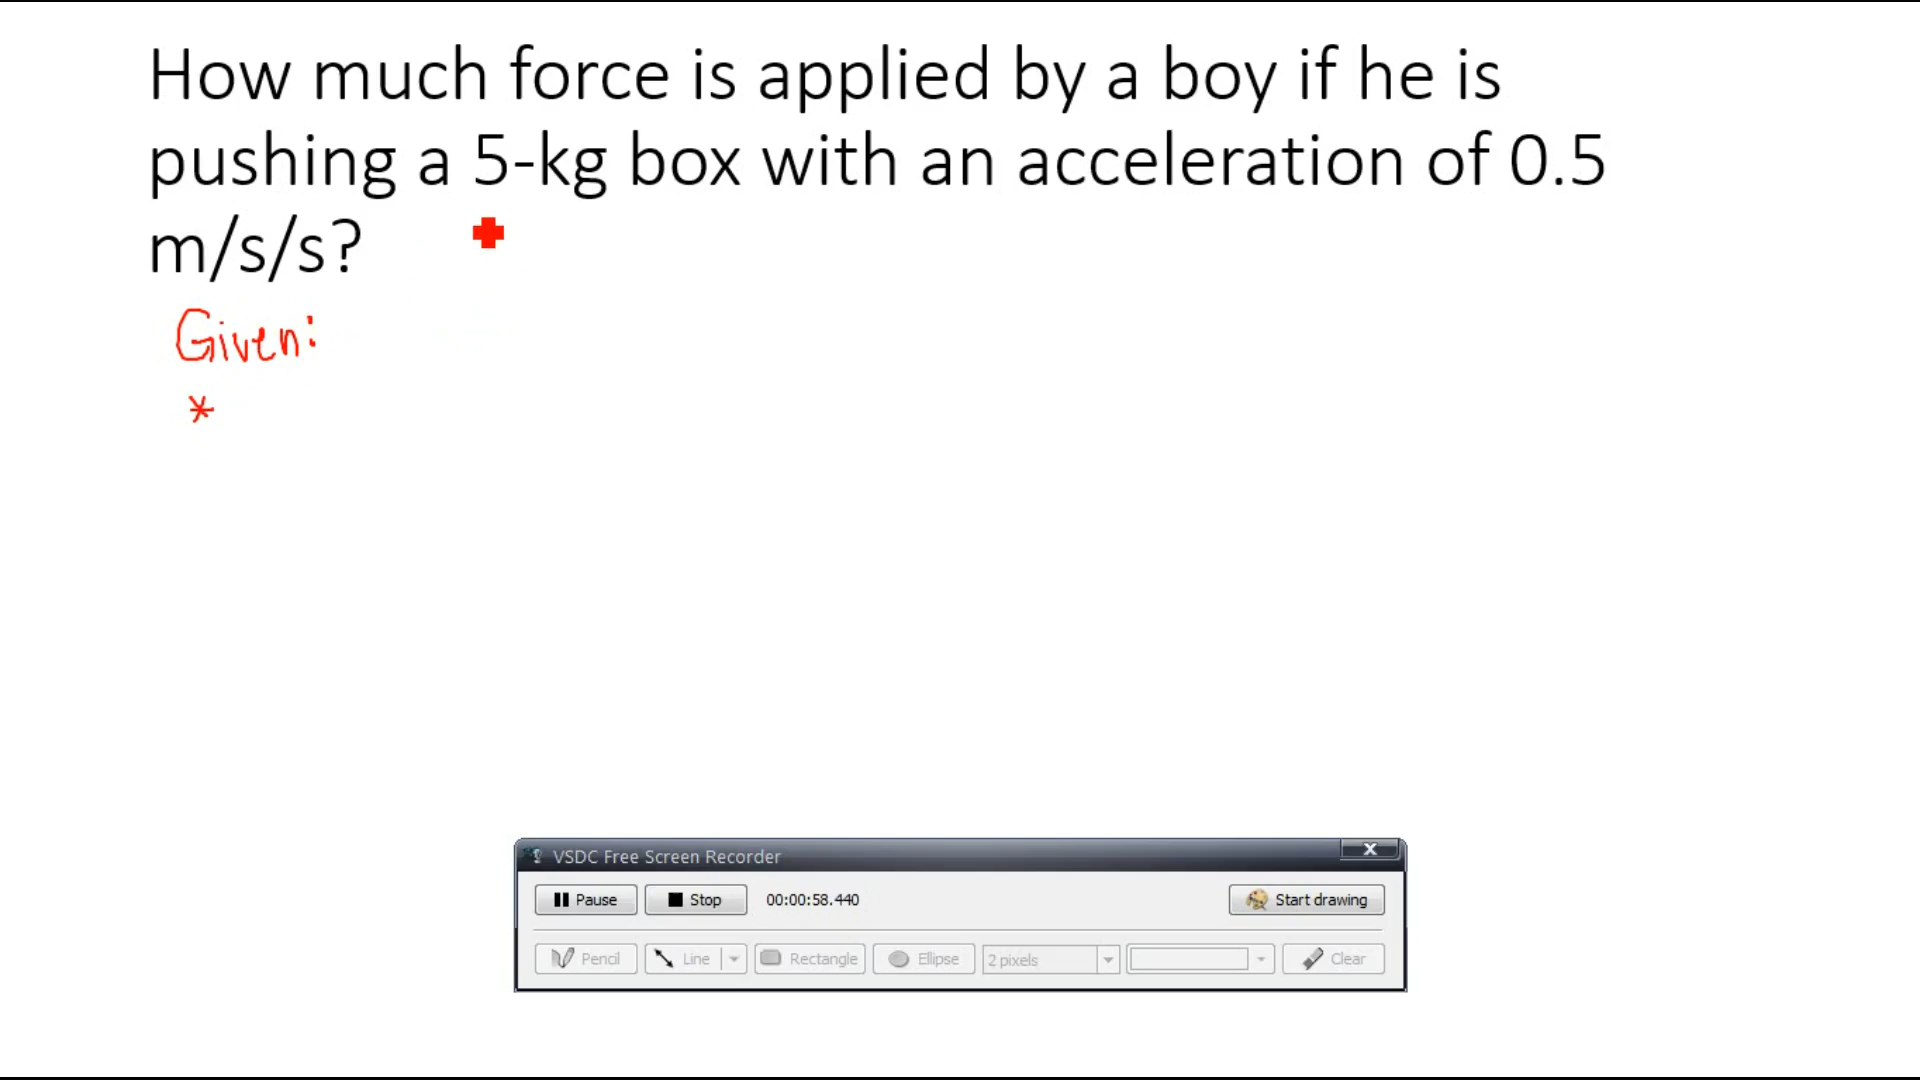 How much force is applied by a boy if he is
pushing a 5-kg box with an acceleration of 0.5
m/s/s?
Given:
*
VSDC Free Screen Recorder
X
Pause Stop 00:00:58.440 Start drawing
Pencil Line Rectangle Ellipse 2 pixels Clear